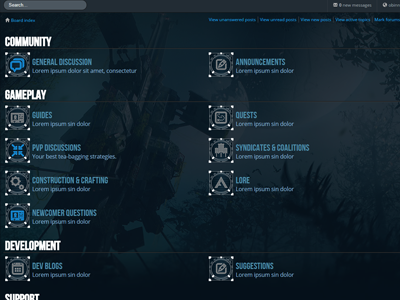 Search...
0 new messages
Board index
View unanswered posts | View unread posts | View new posts | View active topics | Mark Forums
COMMUNITY
GENERAL DISCUSSION
Lorem ipsum dolor sit amet, consectetur
ANNOUNCEMENTS
Lorem ipsum sin dolor
GAMEPLAY
GUIDES
Lorem ipsum sin dolor
QUESTS
Lorem ipsum sin dolor
PVP DISCUSSIONS
Your best tea-bagging strategies.
SYNDICATES & COALITIONS
Lorem ipsum sin dolor
CONSTRUCTION & CRAFTING
Lorem ipsum sin dolor
LORE
Lorem ipsum sin dolor
NEWCOMER QUESTIONS
Lorem ipsum sin dolor
DEVELOPMENT
DEV BLOGS
Lorem ipsum sin dolor
SUGGESTIONS
Lorem ipsum sin dolor
SUPPORT